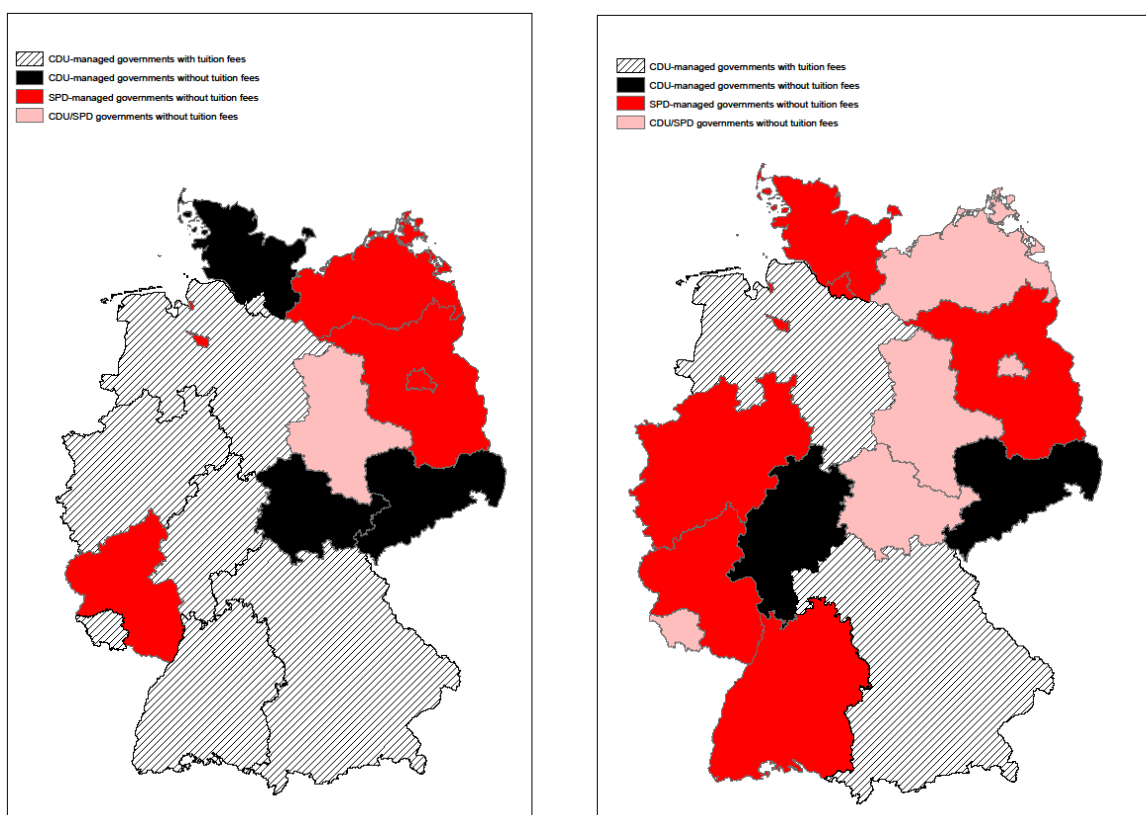 CDU-managed governments with tuition fees
CDU-managed governments without tuition fees
SPD-managed governments without tuition fees
CDU/SPD governments without tuition fees
CDU-managed governments with tuition fees
CDU-managed governments without tuition fees
SPD-managed governments without tuition fees
CDU/SPD governments without tuition fees